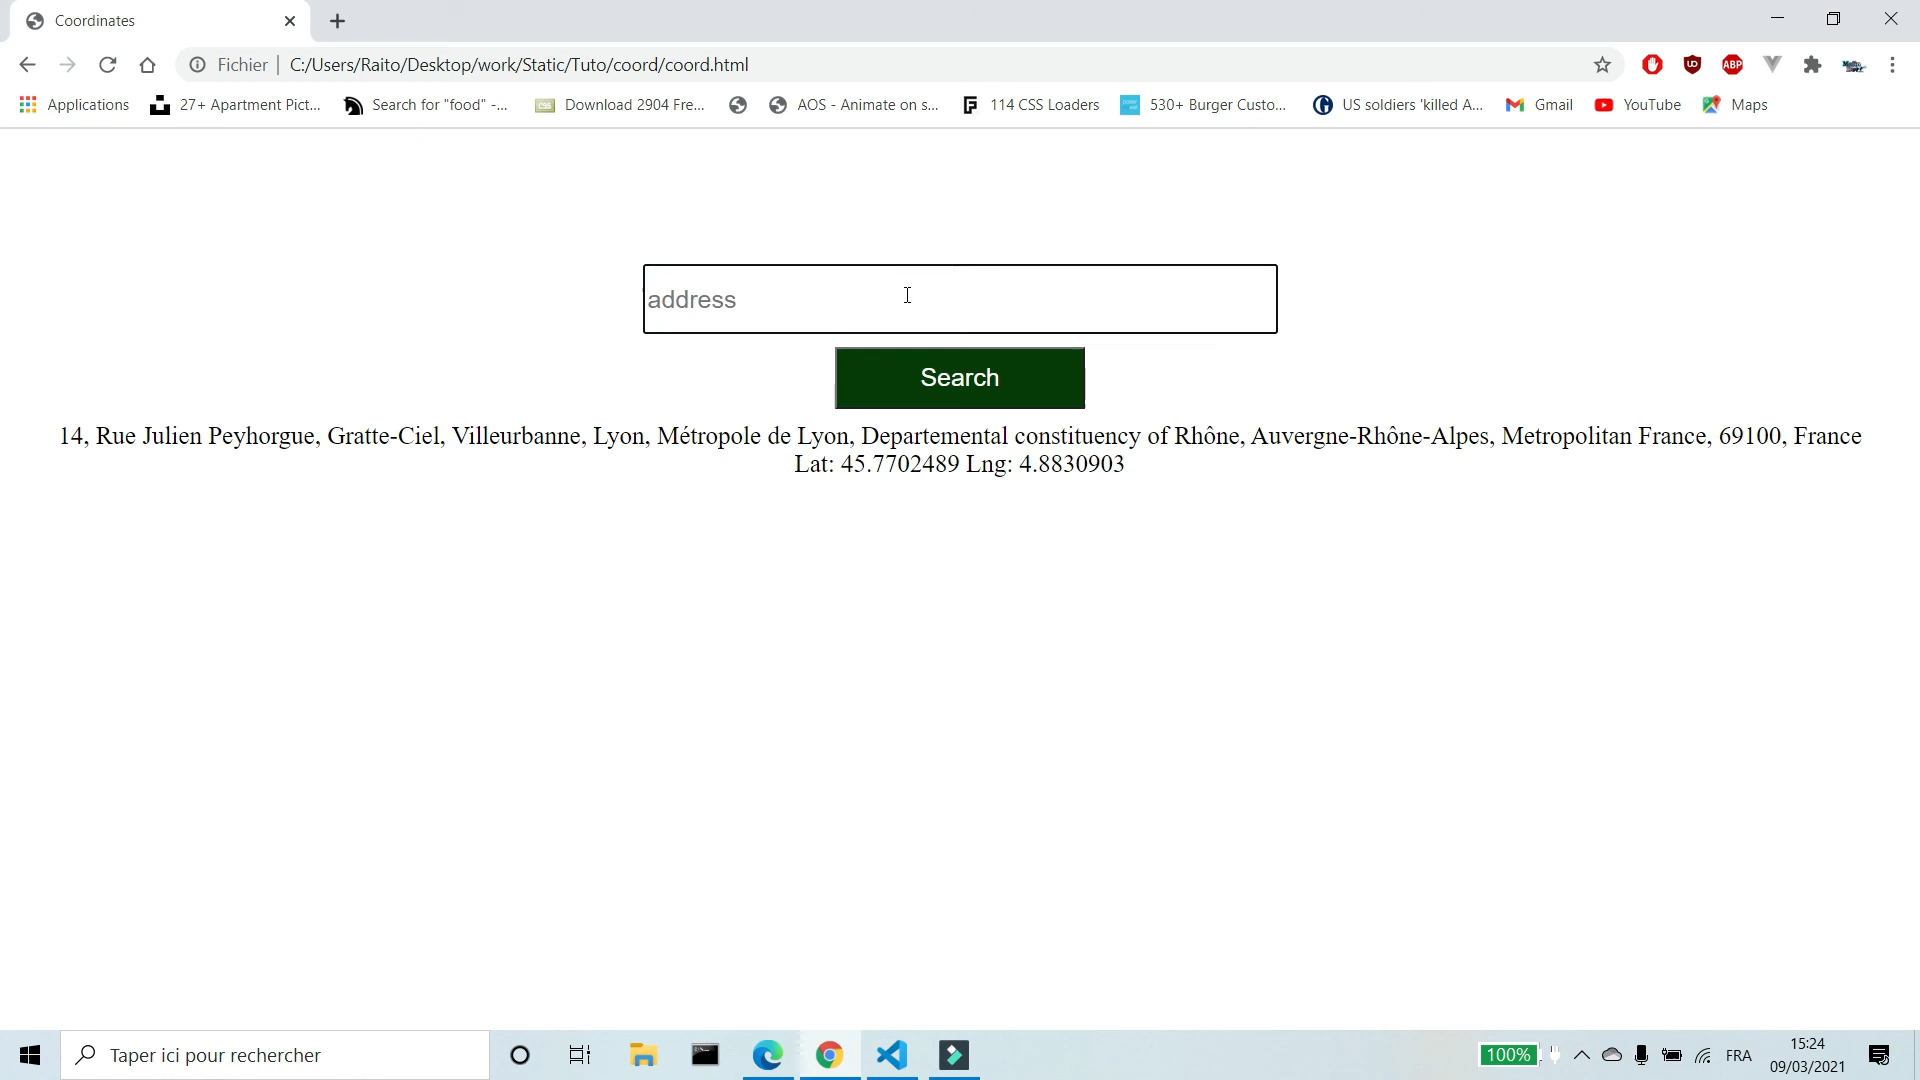 Coordinates
Fichier | C:/Users/Raito/Desktop/work/Static/Tuto/coord/coord.html
ABP
Applications 27+ Apartment Pict... Search for "food" -... Download 2904 Fre... AOS - Animate on s... 114 CSS Loaders 530+ Burger Custo... US soldiers 'killed A... Gmail YouTube Maps
address
Search
14, Rue Julien Peyhorgue, Gratte-Ciel, Villeurbanne, Lyon, Métropole de Lyon, Departemental constituency of Rhône, Auvergne-Rhône-Alpes, Metropolitan France, 69100, France
Lat: 45.7702489 Lng: 4.8830903
Taper ici pour rechercher
100% FRA
15:24
09/03/2021